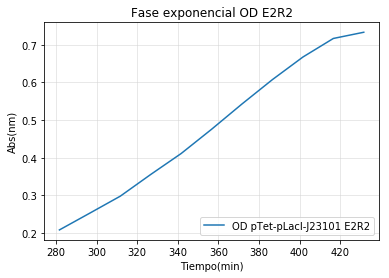 Fase exponencial OD E2R2
Abs(nm)
0.7
0.6
0.5
0.4
0.3
0.2
OD pTet-pLacI-J23101 E2R2
280 300 320 340 360 380 400 420
Tiempo(min)